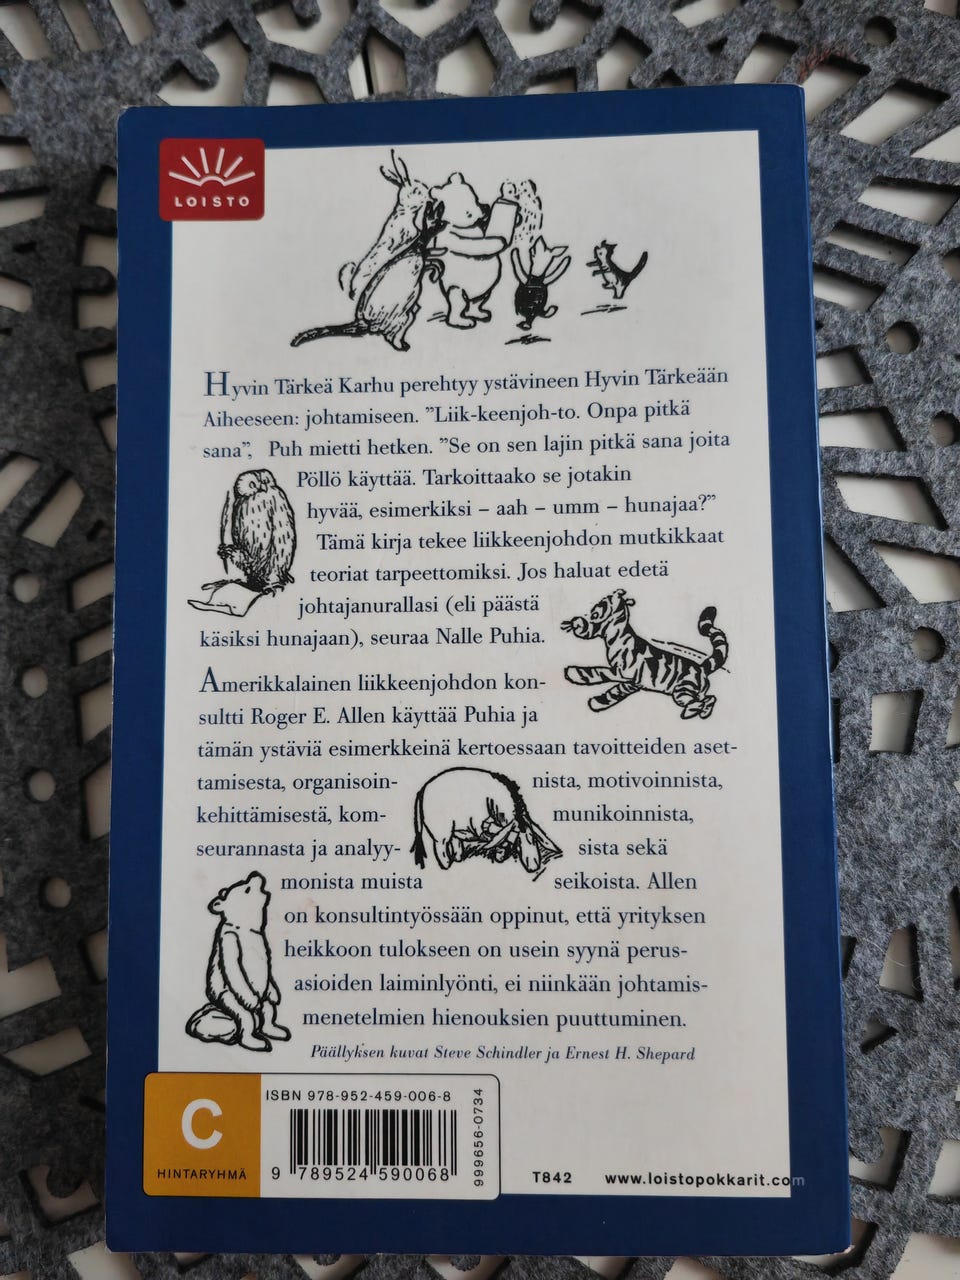 LOISTO
Hyvin Tärkeä Karhu perehtyy ystävineen Hyvin Tärkeään
Aiheeseen: johtamiseen. ”Liik-keenjoh-to. Onpa pitkä
sana”, Puh mietti hetken. ”Se on sen lajin pitkä sana joita
Pöllö käyttää. Tarkoittaako se jotakin
hyvää, esimerkiksi – aah – umm – hunajaa?”
Tämä kirja tekee liikkeenjohdon mutkikkaat
teoriat tarpeettomiksi. Jos haluat edetä
johtajanurallasi (eli päästä
käsiksi hunajaan), seuraa Nalle Puhia.
Amerikkalainen liikkeenjohdon kon-
sultti Roger E. Allen käyttää Puhia ja
tämän ystäviä esimerkkeinä kertoessaan tavoitteiden aset-
tamisesta, organisoin- nista, motivoinnista,
kehittämisestä, kom- munikoinnista,
seurannasta ja analyy- sista sekä
monista muista seikoista. Allen
on konsultintyössään oppinut, että yrityksen
heikkoon tulokseen on usein syynä perus-
asioiden laiminlyönti, ei niinkään johtamis-
menetelmien hienouksien puuttuminen.
Päällyksen kuvat Steve Schindler ja Ernest H. Shepard
C
HINTARYHMÄ
ISBN 978-952-459-006-8
9 789524 590068
999656-0734
T842 www.loistopokkarit.com